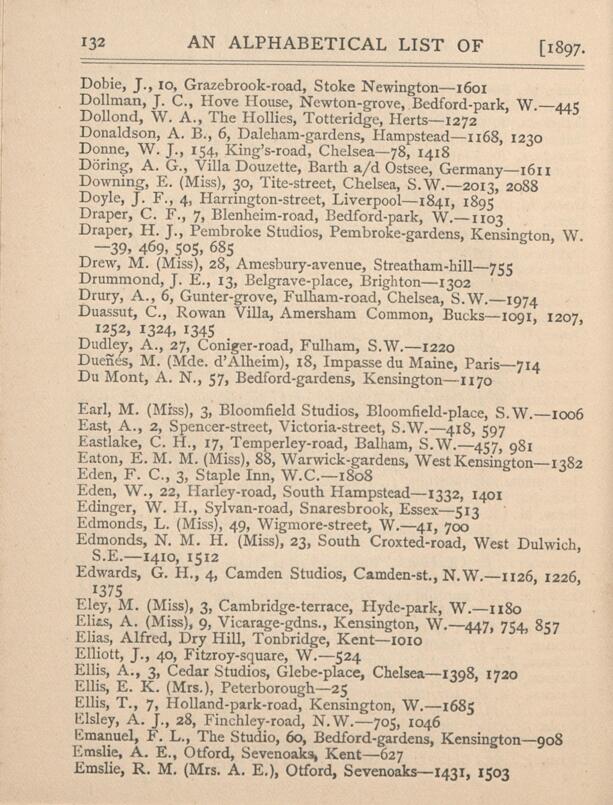 132 AN ALPHABETICAL LIST OF [1897.
Dobie, J., 10, Grazebrook-road, Stoke Newington—1601
Dollman, J. C., Hove House, Newton-grove, Bedford-park, W.—445
Dollond, W. A., The Hollies, Totteridge, Herts—1272
Donaldson, A. B., 6, Daleham-gardens, Hampstead—1168, 1230
Donne, W. J., 154, King's-road, Chelsea—78, 1418
Döring, A. G., Villa Douzette, Barth a/d Ostsee, Germany—1611
Downing, E. (Miss), 30, Tite-street, Chelsea, S.W.—2013, 2088
Doyle, J. F., 4, Harrington-street, Liverpool—1841, 1895
Draper, C. F., 7, Blenheim-road, Bedford-park, W.—1103
Draper, H. J., Pembroke Studios, Pembroke-gardens, Kensington, W.
—39, 469, 505, 685
Drew, M. (Miss), 28, Amesbury-avenue, Streatham-hill—755
Drummond, J. E., 13, Belgrave-place, Brighton—1302
Drury, A., 6, Gunter-grove, Fulham-road, Chelsea, S.W.—1974
Duassut, C., Rowan Villa, Amersham Common, Bucks—1091, 1207,
1252, 1324, 1345
Dudley, A., 27, Coniger-road, Fulham, S.W.—1220
Dueñés, M. (Mde. d'Alheim), 18, Impasse du Maine, Paris—714
Du Mont, A. N., 57, Bedford-gardens, Kensington—1170
Earl, M. (Miss), 3, Bloomfield Studios, Bloomfield-place, S.W.—1006
East, A., 2, Spencer-street, Victoria-street, S.W.—418, 597
Eastlake, C. H., 17, Temperley-road, Balham, S.W.—457, 981
Eaton, E. M. M. (Miss), 88, Warwick-gardens, West Kensington—1382
Eden, F. C., 3, Staple Inn, W.C.—1808
Eden, W., 22, Harley-road, South Hampstead—1332, 1401
Edinger, W. H., Sylvan-road, Snaresbrook, Essex—513
Edmonds, L. (Miss), 49, Wigmore-street, W.—41, 700
Edmonds, N. M. H. (Miss), 23, South Croxted-road, West Dulwich,
S.E.—1410, 1512
Edwards, G. H., 4, Camden Studios, Camden-st., N.W.—1126, 1226,
1375
Eley, M. (Miss), 3, Cambridge-terrace, Hyde-park, W.—1180
Elias, A. (Miss), 9, Vicarage-gdns., Kensington, W.—447, 754, 857
Elias, Alfred, Dry Hill, Tonbridge, Kent—1010
Elliott, J., 40, Fitzroy-square, W.—524
Ellis, A., 3, Cedar Studios, Glebe-place, Chelsea—1398, 1720
Ellis, E. K. (Mrs.), Peterborough—25
Ellis, T., 7, Holland-park-road, Kensington, W.—1685
Elsley, A. J., 28, Finchley-road, N.W.—705, 1046
Emanuel, F. L., The Studio, 60, Bedford-gardens, Kensington—908
Emslie, A. E., Otford, Sevenoaks, Kent—627
Emslie, R. M. (Mrs. A. E.), Otford, Sevenoaks—1431, 1503